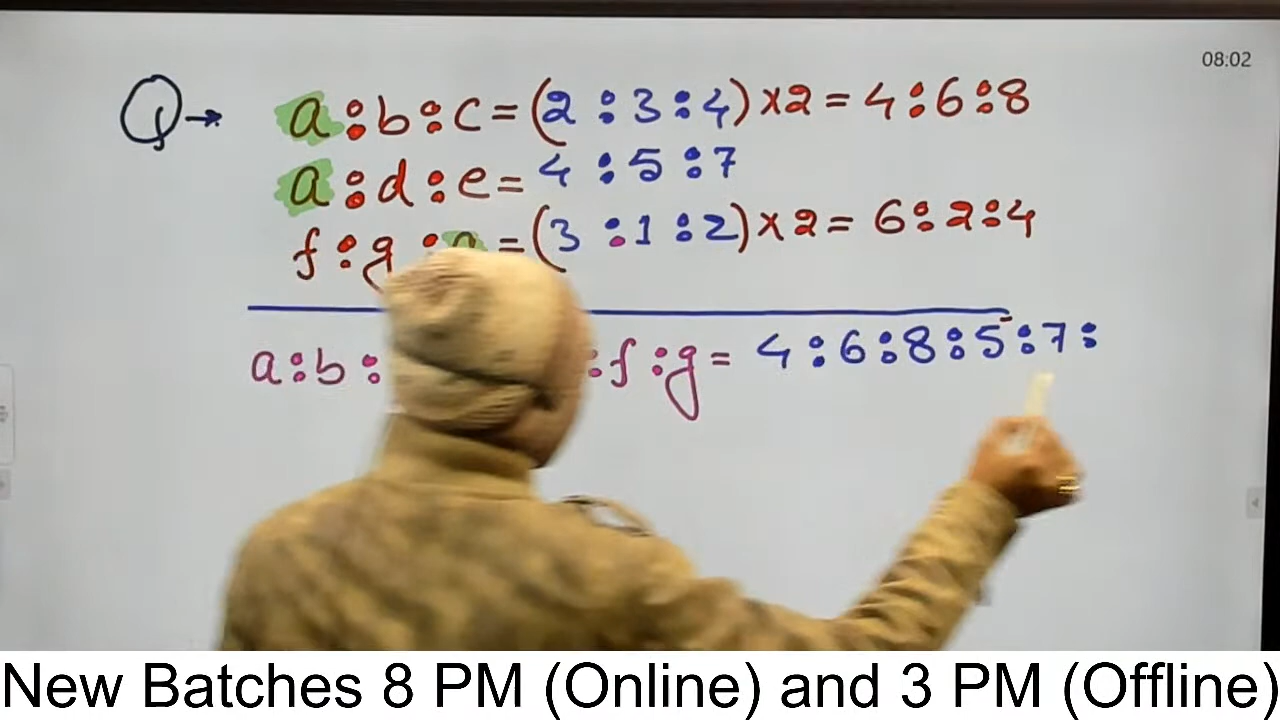 08:02
Q→ a:b:c=(2:3:4)×2=4:6:8
a:d:e=4:5:7
f:g: =(3:1:2)×2=6:2:4
a:b: :f:g= 4:6:8:5:7:
New Batches 8 PM (Online) and 3 PM (Offline)